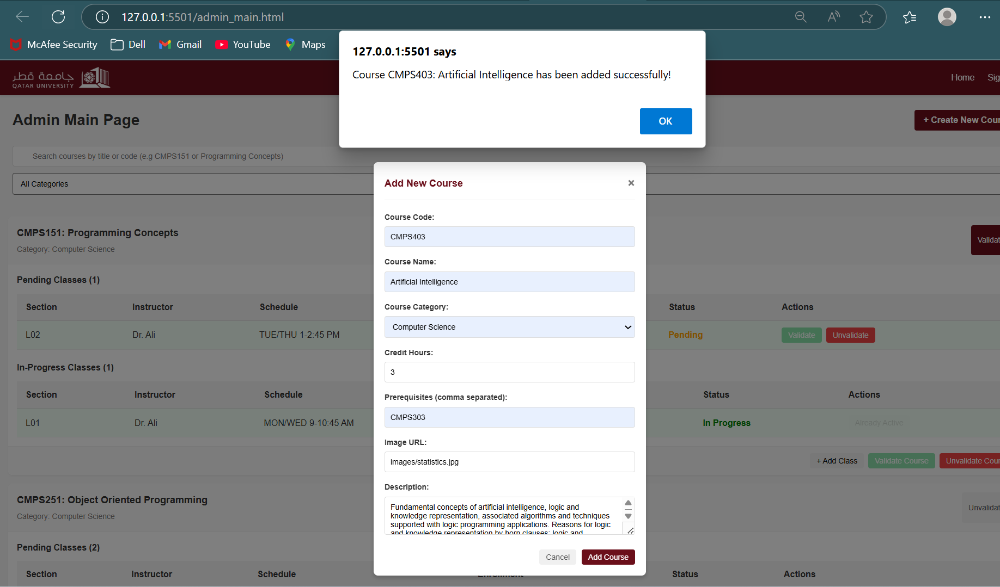 127.0.0.1:5501/admin_main.html
McAfee Security
Dell
Gmail
YouTube
Maps
127.0.0.1:5501 says
Course CMPS403: Artificial Intelligence has been added successfully!
OK
جامعة قطر
QATAR UNIVERSITY
Home
Sig
Admin Main Page
+ Create New Cour
Search courses by title or code (e.g CMPS151 or Programming Concepts)
All Categories
Add New Course
×
Course Code:
CMPS403
Course Name:
Artificial Intelligence
Course Category:
Computer Science
Credit Hours:
3
Prerequisites (comma separated):
CMPS303
Image URL:
images/statistics.jpg
Description:
Fundamental concepts of artificial intelligence, logic and
knowledge representation, associated algorithms and techniques
supported with logic programming applications. Reasons for logic
and knowledge representation by horn clauses; logic and
Cancel
Add Course
CMPS151: Programming Concepts
Category: Computer Science
Validat
Pending Classes (1)
Section Instructor Schedule Status Actions
L02 Dr. Ali TUE/THU 1-2:45 PM Pending Validate Unvalidate
In-Progress Classes (1)
Section Instructor Schedule Status Actions
L01 Dr. Ali MON/WED 9-10:45 AM In Progress Already Active
+ Add Class Validate Course Unvalidate Cour
CMPS251: Object Oriented Programming
Category: Computer Science
Unvalidat
Pending Classes (2)
Section Instructor Schedule Enrollment Status Actions